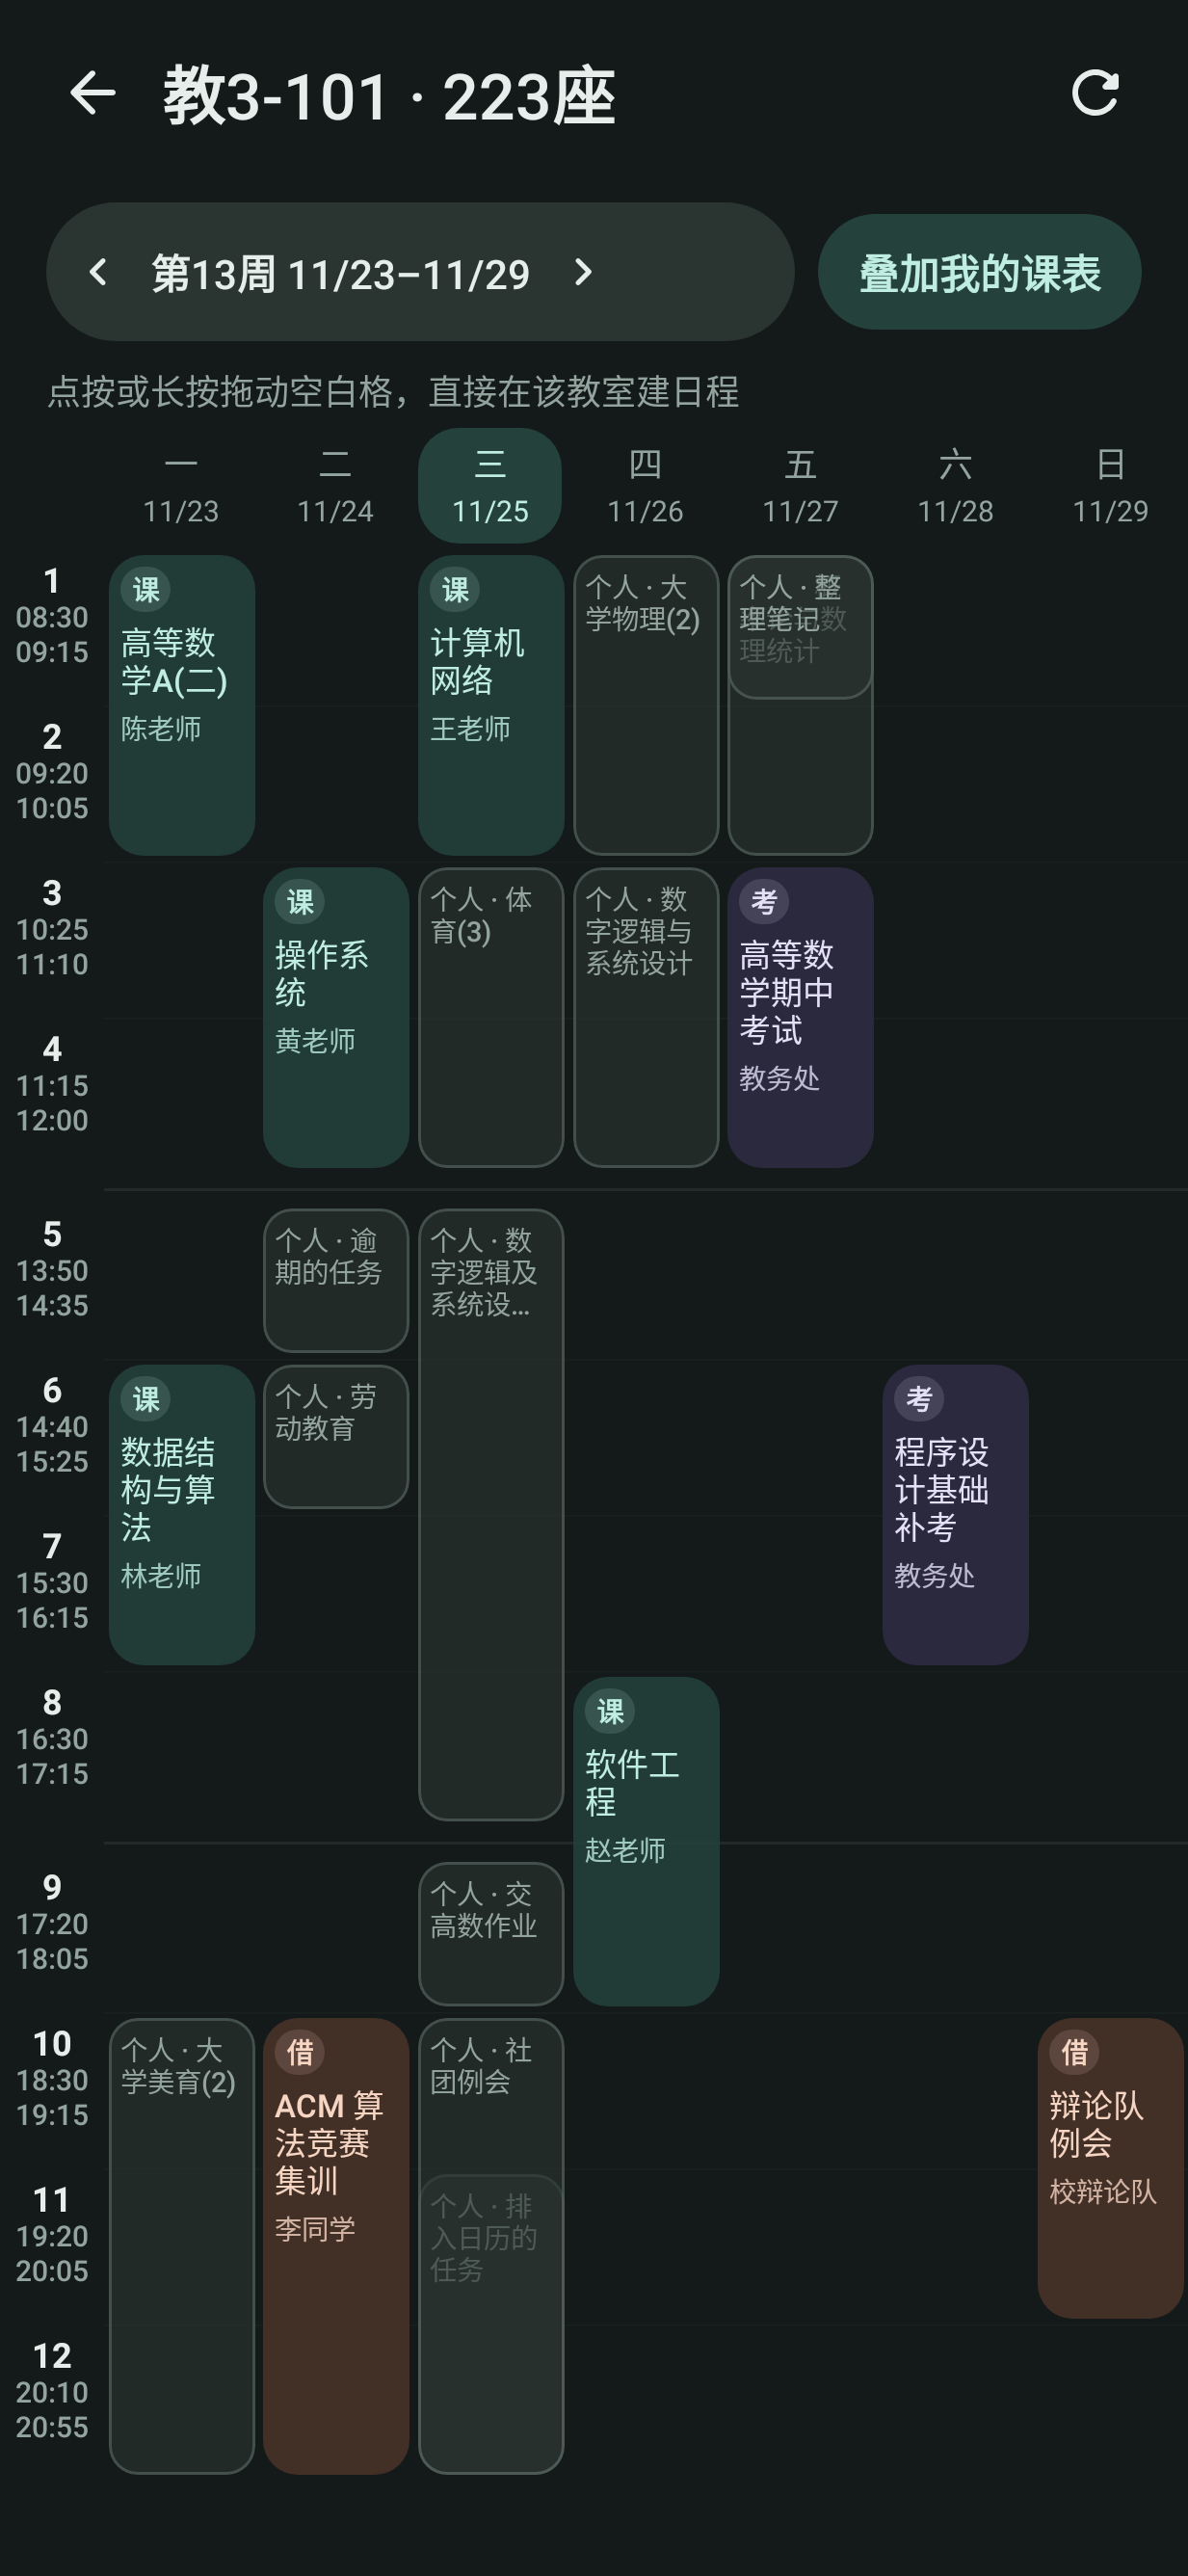 教3-101 · 223座
第13周 11/23–11/29
叠加我的课表
点按或长按拖动空白格，直接在该教室建日程
一
11/23
二
11/24
三
11/25
四
11/26
五
11/27
六
11/28
日
11/29
1
08:30
09:15
课
高等数
学A(二)
陈老师
课
计算机
网络
王老师
个人 · 大
学物理(2)
个人 · 整
理笔记
数
理统计
2
09:20
10:05
3
10:25
11:10
课
操作系
统
黄老师
个人 · 体
育(3)
个人 · 数
字逻辑与
系统设计
考
高等数
学期中
考试
教务处
4
11:15
12:00
5
13:50
14:35
个人 · 逾
期的任务
个人 · 数
字逻辑及
系统设...
6
14:40
15:25
课
数据结
构与算
法
林老师
个人 · 劳
动教育
考
程序设
计基础
补考
教务处
7
15:30
16:15
8
16:30
17:15
课
软件工
程
赵老师
9
17:20
18:05
个人 · 交
高数作业
10
18:30
19:15
个人 · 大
学美育(2)
借
ACM 算
法竞赛
集训
李同学
个人 · 社
团例会
借
辩论队
例会
校辩论队
11
19:20
20:05
个人 · 排
入日历的
任务
12
20:10
20:55